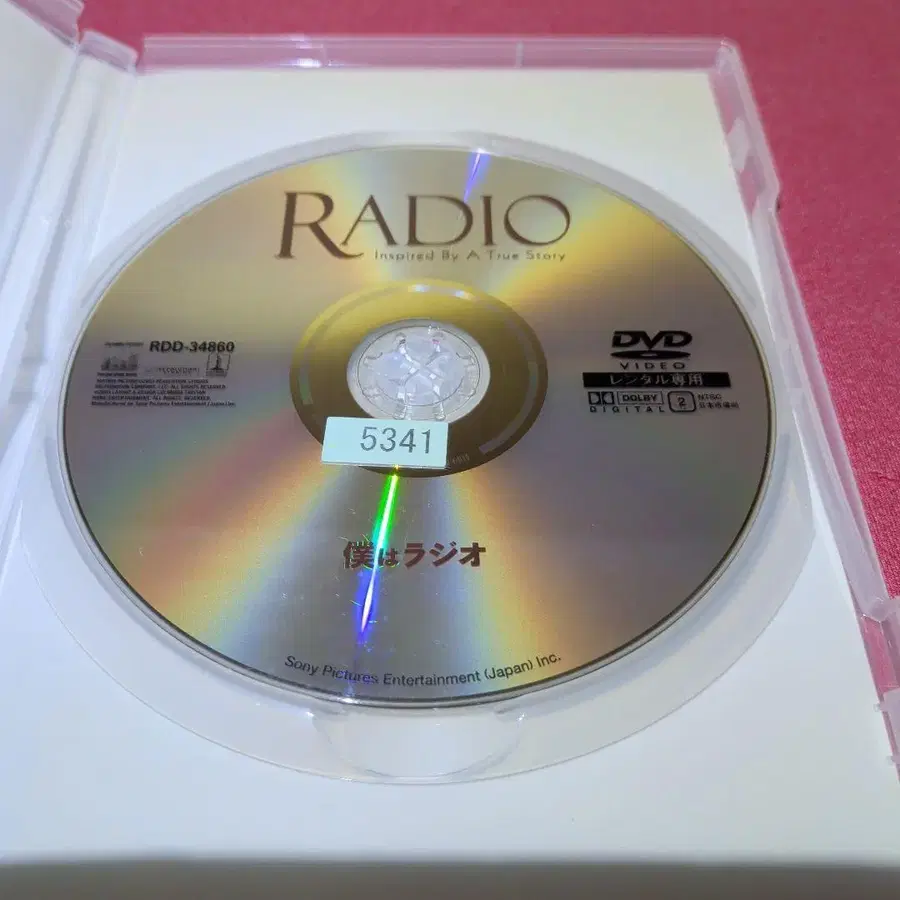 RADIO
Inspired By A True Story
RDD-34860
DVD
VIDEO
レンタル専用
DOLBY
DIGITAL
2
NTSC
日本市場向
5341
僕はラジオ
Sony Pictures Entertainment (Japan) Inc.